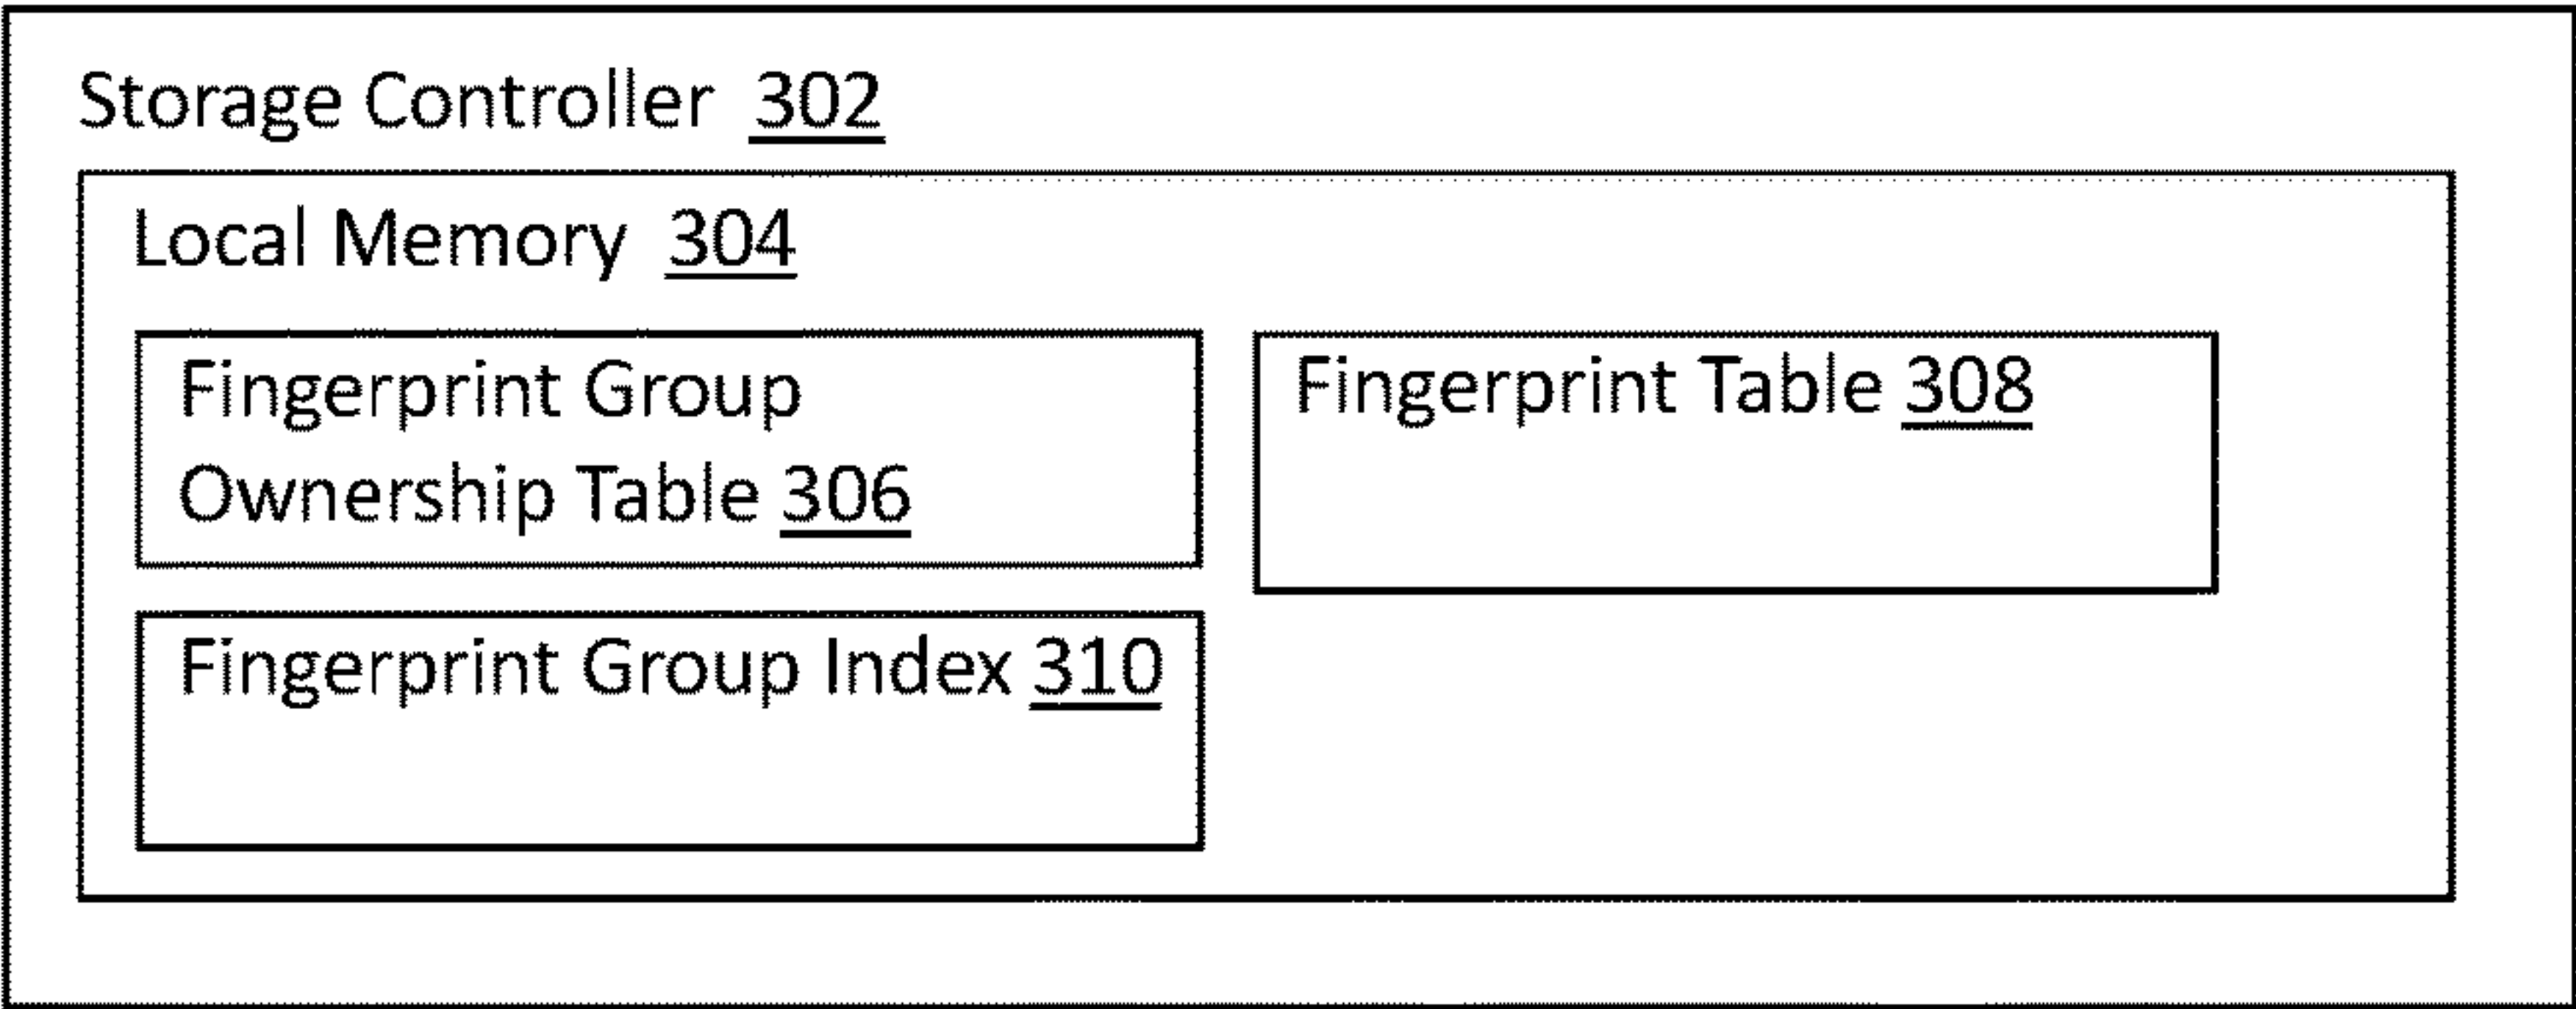 Storage Controller 302
Local Memory 304
Fingerprint Group
Ownership Table 306
Fingerprint Table 308
Fingerprint Group Index 310